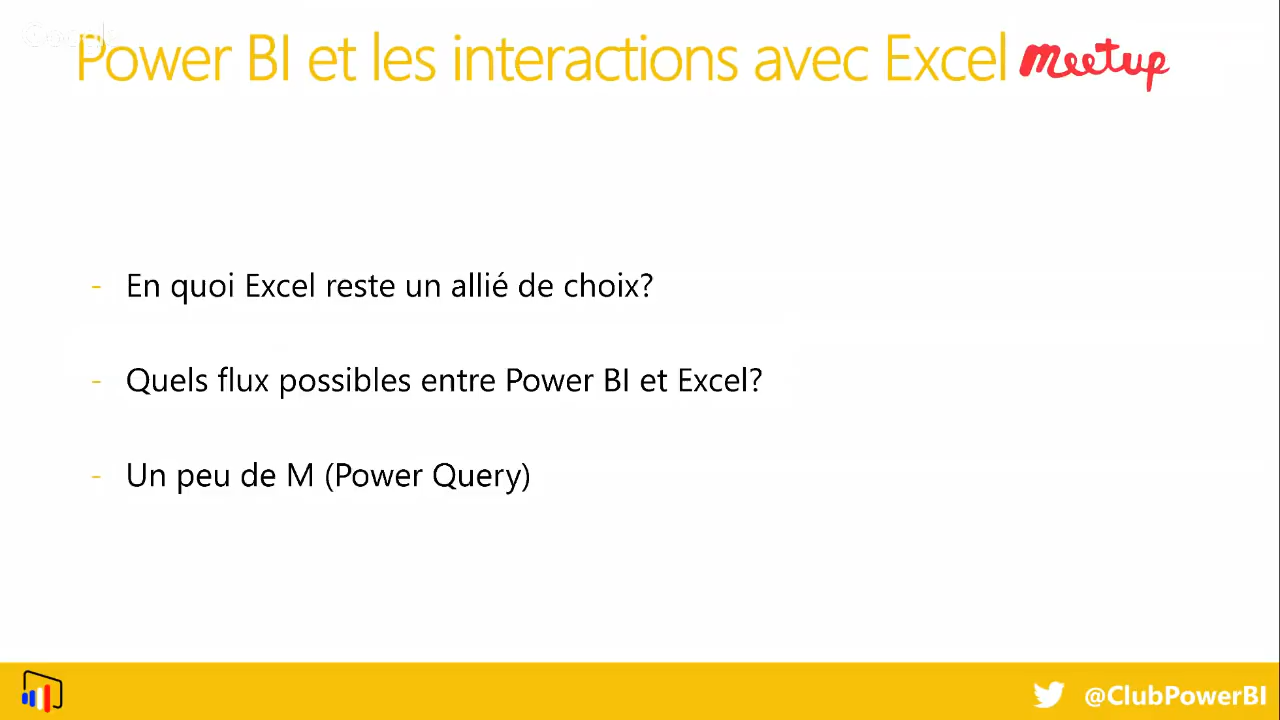 Google
Power BI et les interactions avec Excel Meetup
- En quoi Excel reste un allié de choix?
- Quels flux possibles entre Power BI et Excel?
- Un peu de M (Power Query)
@ClubPowerBI